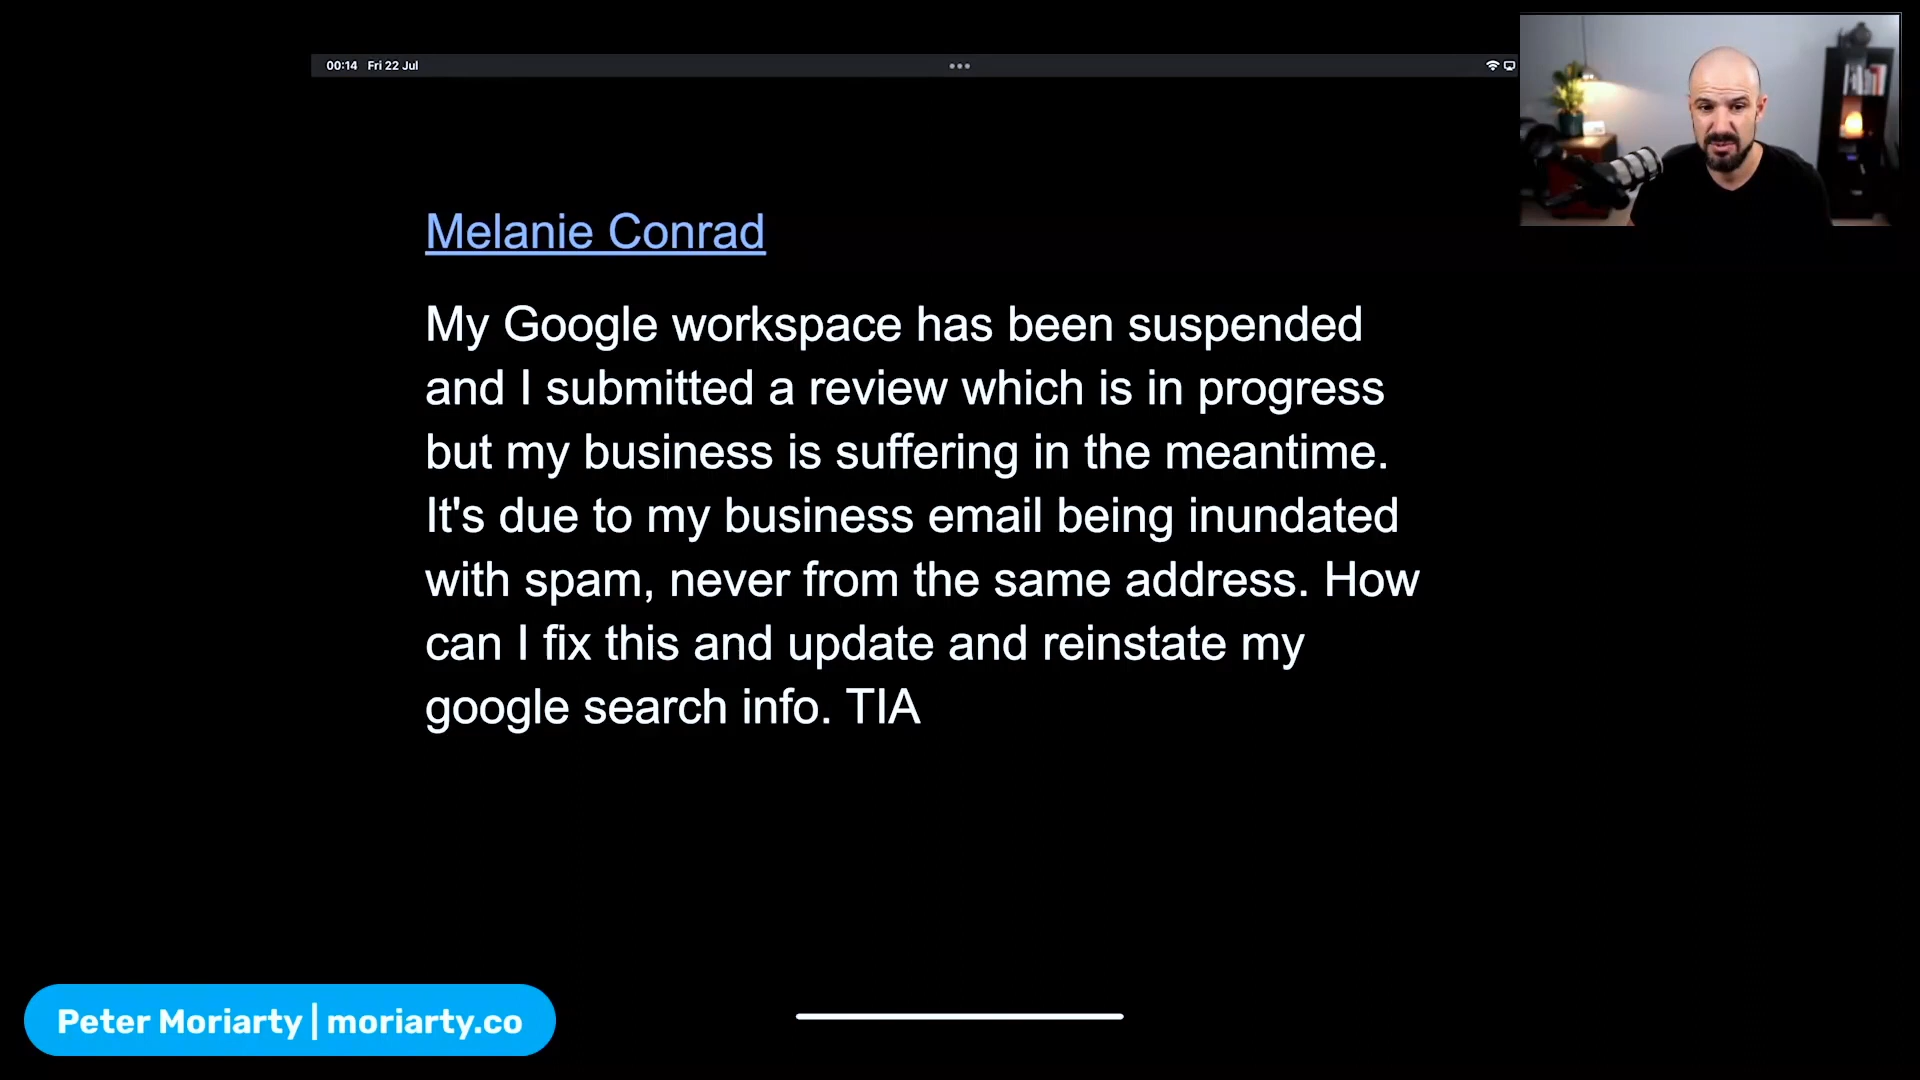 00:14 Fri 22 Jul
Melanie Conrad
My Google workspace has been suspended
and I submitted a review which is in progress
but my business is suffering in the meantime.
It's due to my business email being inundated
with spam, never from the same address. How
can I fix this and update and reinstate my
google search info. TIA
Peter Moriarty | moriarty.co